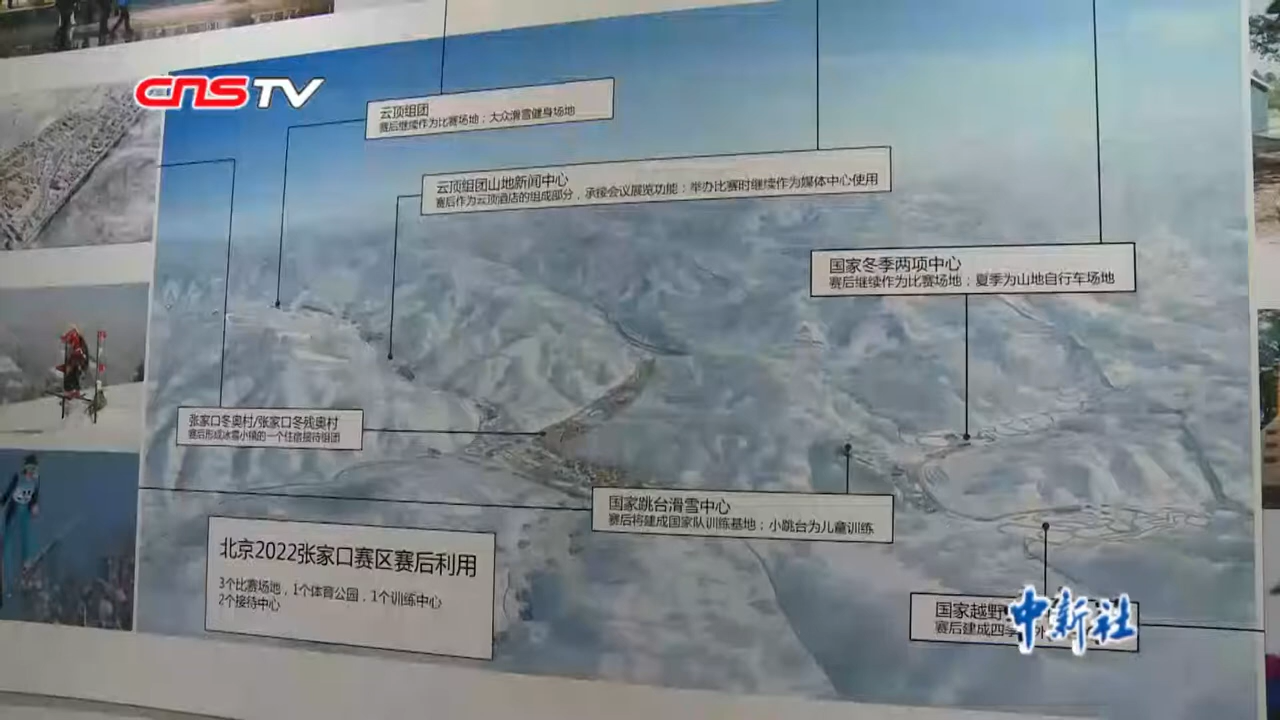 CNSTV
云顶组团
赛后继续作为比赛场地；大众滑雪健身场地
云顶组团山地新闻中心
赛后作为云顶酒店的组成部分，承接会议展览功能；举办比赛时继续作为媒体中心使用
国家冬季两项中心
赛后继续作为比赛场地；夏季为山地自行车场地
张家口冬奥村/张家口冬残奥村
赛后形成冰雪小镇的一个住宿接待组团
国家跳台滑雪中心
赛后将建成国家队训练基地；小跳台为儿童训练
北京2022张家口赛区赛后利用
3个比赛场地，1个体育公园，1个训练中心
2个接待中心
国家越野
赛后建成四季
中新社